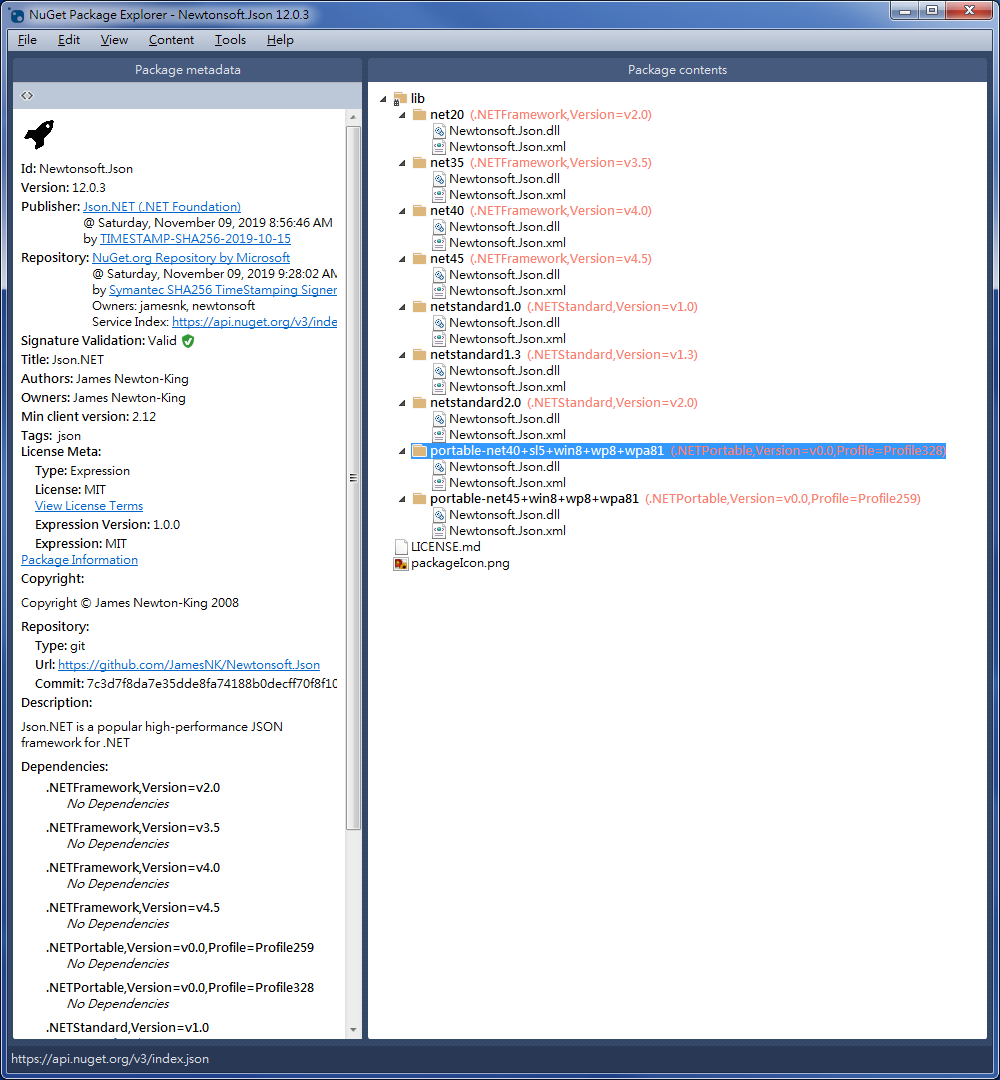 NuGet Package Explorer - Newtonsoft.Json 12.0.3
File Edit View Content Tools Help
Package metadata
<>
Id: Newtonsoft.Json
Version: 12.0.3
Publisher: Json.NET (.NET Foundation)
@ Saturday, November 09, 2019 8:56:46 AM
by TIMESTAMP-SHA256-2019-10-15
Repository: NuGet.org Repository by Microsoft
@ Saturday, November 09, 2019 9:28:02 AM
by Symantec SHA256 TimeStamping Signer
Owners: jamesnk, newtonsoft
Service Index: https://api.nuget.org/v3/inde
Signature Validation: Valid
Title: Json.NET
Authors: James Newton-King
Owners: James Newton-King
Min client version: 2.12
Tags: json
License Meta:
Type: Expression
License: MIT
View License Terms
Expression Version: 1.0.0
Expression: MIT
Package Information
Copyright:
Copyright © James Newton-King 2008
Repository:
Type: git
Url: https://github.com/JamesNK/Newtonsoft.Json
Commit: 7c3d7f8da7e35dde8fa74188b0decff70f8f10
Description:
Json.NET is a popular high-performance JSON
framework for .NET
Dependencies:
.NETFramework,Version=v2.0
No Dependencies
.NETFramework,Version=v3.5
No Dependencies
.NETFramework,Version=v4.0
No Dependencies
.NETFramework,Version=v4.5
No Dependencies
.NETPortable,Version=v0.0,Profile=Profile259
No Dependencies
.NETPortable,Version=v0.0,Profile=Profile328
No Dependencies
.NETStandard,Version=v1.0
Package contents
lib
net20 (.NETFramework,Version=v2.0)
Newtonsoft.Json.dll
Newtonsoft.Json.xml
net35 (.NETFramework,Version=v3.5)
Newtonsoft.Json.dll
Newtonsoft.Json.xml
net40 (.NETFramework,Version=v4.0)
Newtonsoft.Json.dll
Newtonsoft.Json.xml
net45 (.NETFramework,Version=v4.5)
Newtonsoft.Json.dll
Newtonsoft.Json.xml
netstandard1.0 (.NETStandard,Version=v1.0)
Newtonsoft.Json.dll
Newtonsoft.Json.xml
netstandard1.3 (.NETStandard,Version=v1.3)
Newtonsoft.Json.dll
Newtonsoft.Json.xml
netstandard2.0 (.NETStandard,Version=v2.0)
Newtonsoft.Json.dll
Newtonsoft.Json.xml
portable-net40+sl5+win8+wp8+wpa81 (.NETPortable,Version=v0.0,Profile=Profile328)
Newtonsoft.Json.dll
Newtonsoft.Json.xml
portable-net45+win8+wp8+wpa81 (.NETPortable,Version=v0.0,Profile=Profile259)
Newtonsoft.Json.dll
Newtonsoft.Json.xml
LICENSE.md
packageIcon.png
https://api.nuget.org/v3/index.json